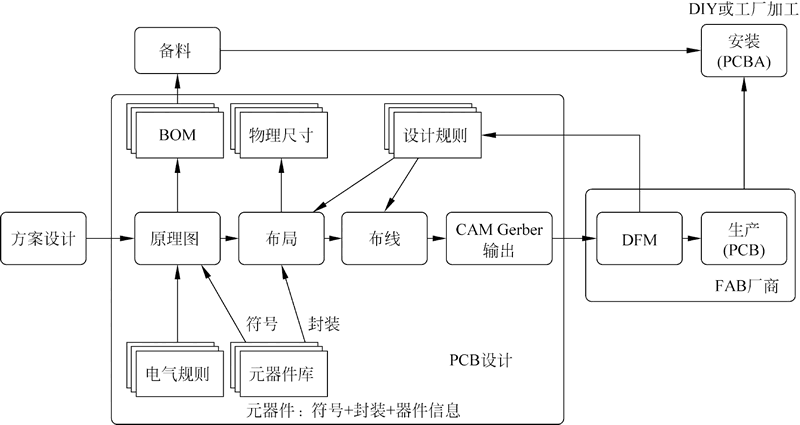 DIY或工厂加工
备料
安装
(PCBA)
BOM
物理尺寸
设计规则
方案设计
原理图
布局
布线
CAM Gerber
输出
DFM
生产
(PCB)
FAB厂商
符号
封装
电气规则
元器件库
PCB设计
元器件：符号+封装+器件信息